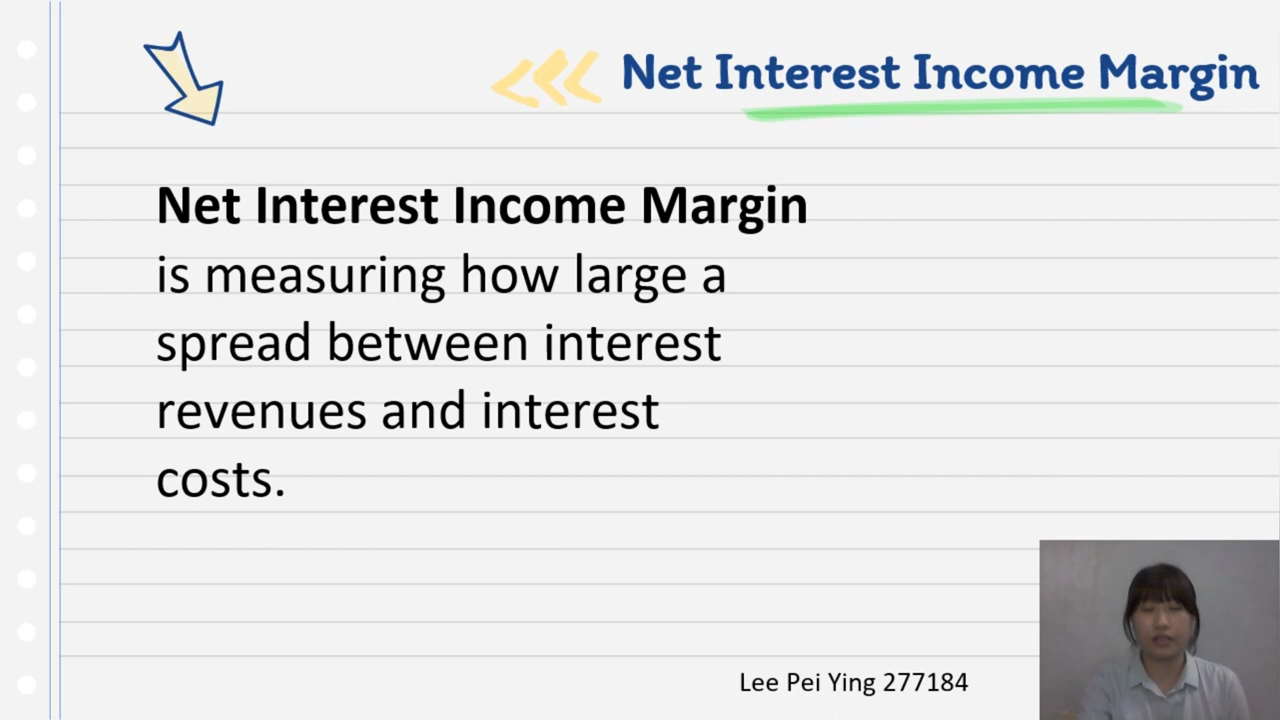 Net Interest Income Margin
Net Interest Income Margin
is measuring how large a
spread between interest
revenues and interest
costs.
Lee Pei Ying 277184